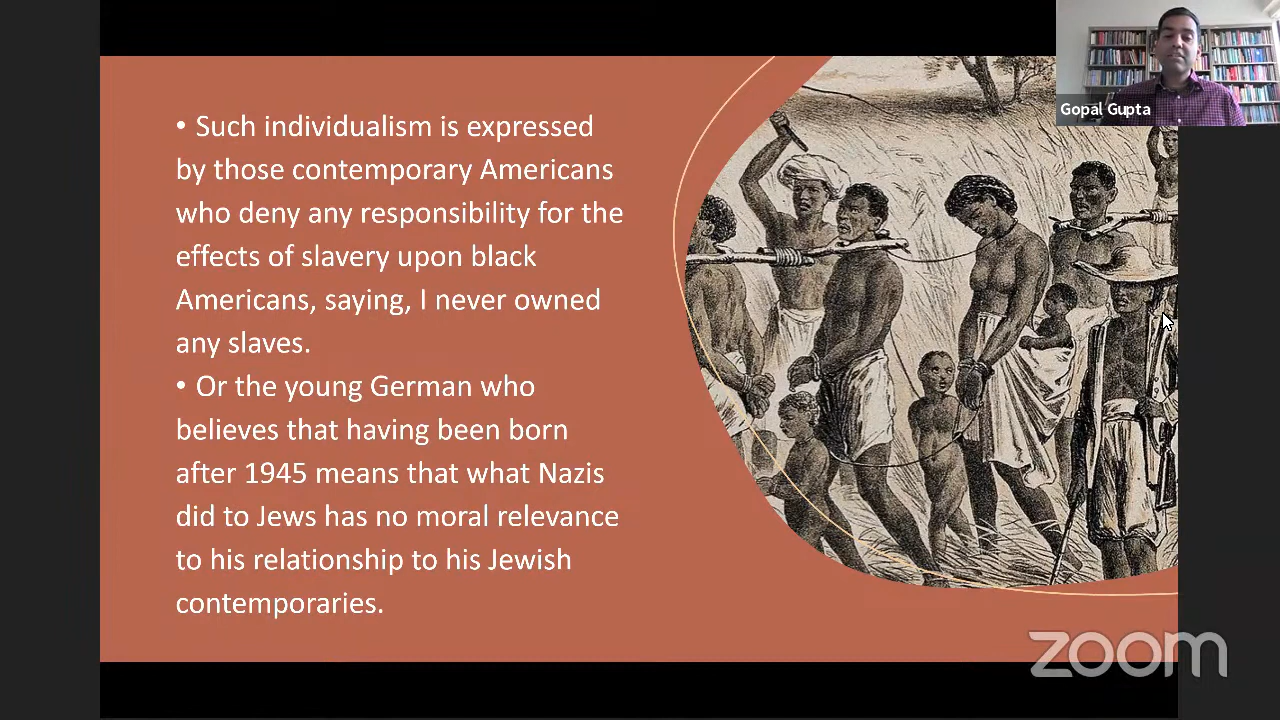 Gopal Gupta
• Such individualism is expressed
by those contemporary Americans
who deny any responsibility for the
effects of slavery upon black
Americans, saying, I never owned
any slaves.
• Or the young German who
believes that having been born
after 1945 means that what Nazis
did to Jews has no moral relevance
to his relationship to his Jewish
contemporaries.
zoom